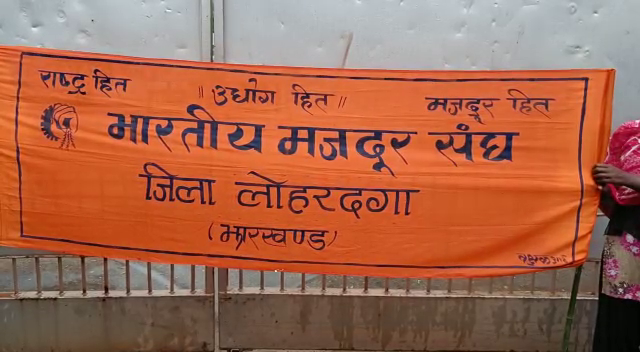 राष्ट्र हित ॥ उद्योग हित ॥ मजदूर हित
भारतीय मजदूर संघ
जिला लोहरदगा
(झारखण्ड)